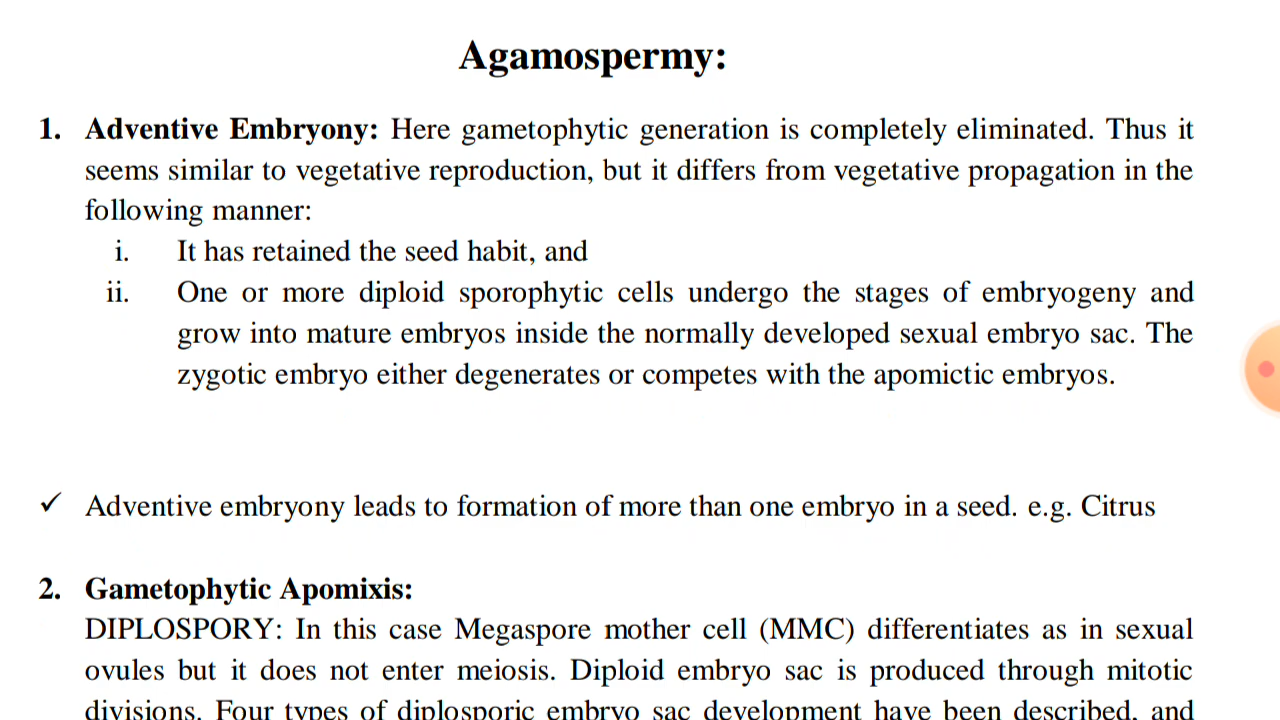 Agamospermy:
1. Adventive Embryony: Here gametophytic generation is completely eliminated. Thus it
seems similar to vegetative reproduction, but it differs from vegetative propagation in the
following manner:
i. It has retained the seed habit, and
ii. One or more diploid sporophytic cells undergo the stages of embryogeny and
grow into mature embryos inside the normally developed sexual embryo sac. The
zygotic embryo either degenerates or competes with the apomictic embryos.
✓ Adventive embryony leads to formation of more than one embryo in a seed. e.g. Citrus
2. Gametophytic Apomixis:
DIPLOSPORY: In this case Megaspore mother cell (MMC) differentiates as in sexual
ovules but it does not enter meiosis. Diploid embryo sac is produced through mitotic
divisions. Four types of diplosporic embryo sac development have been described, and